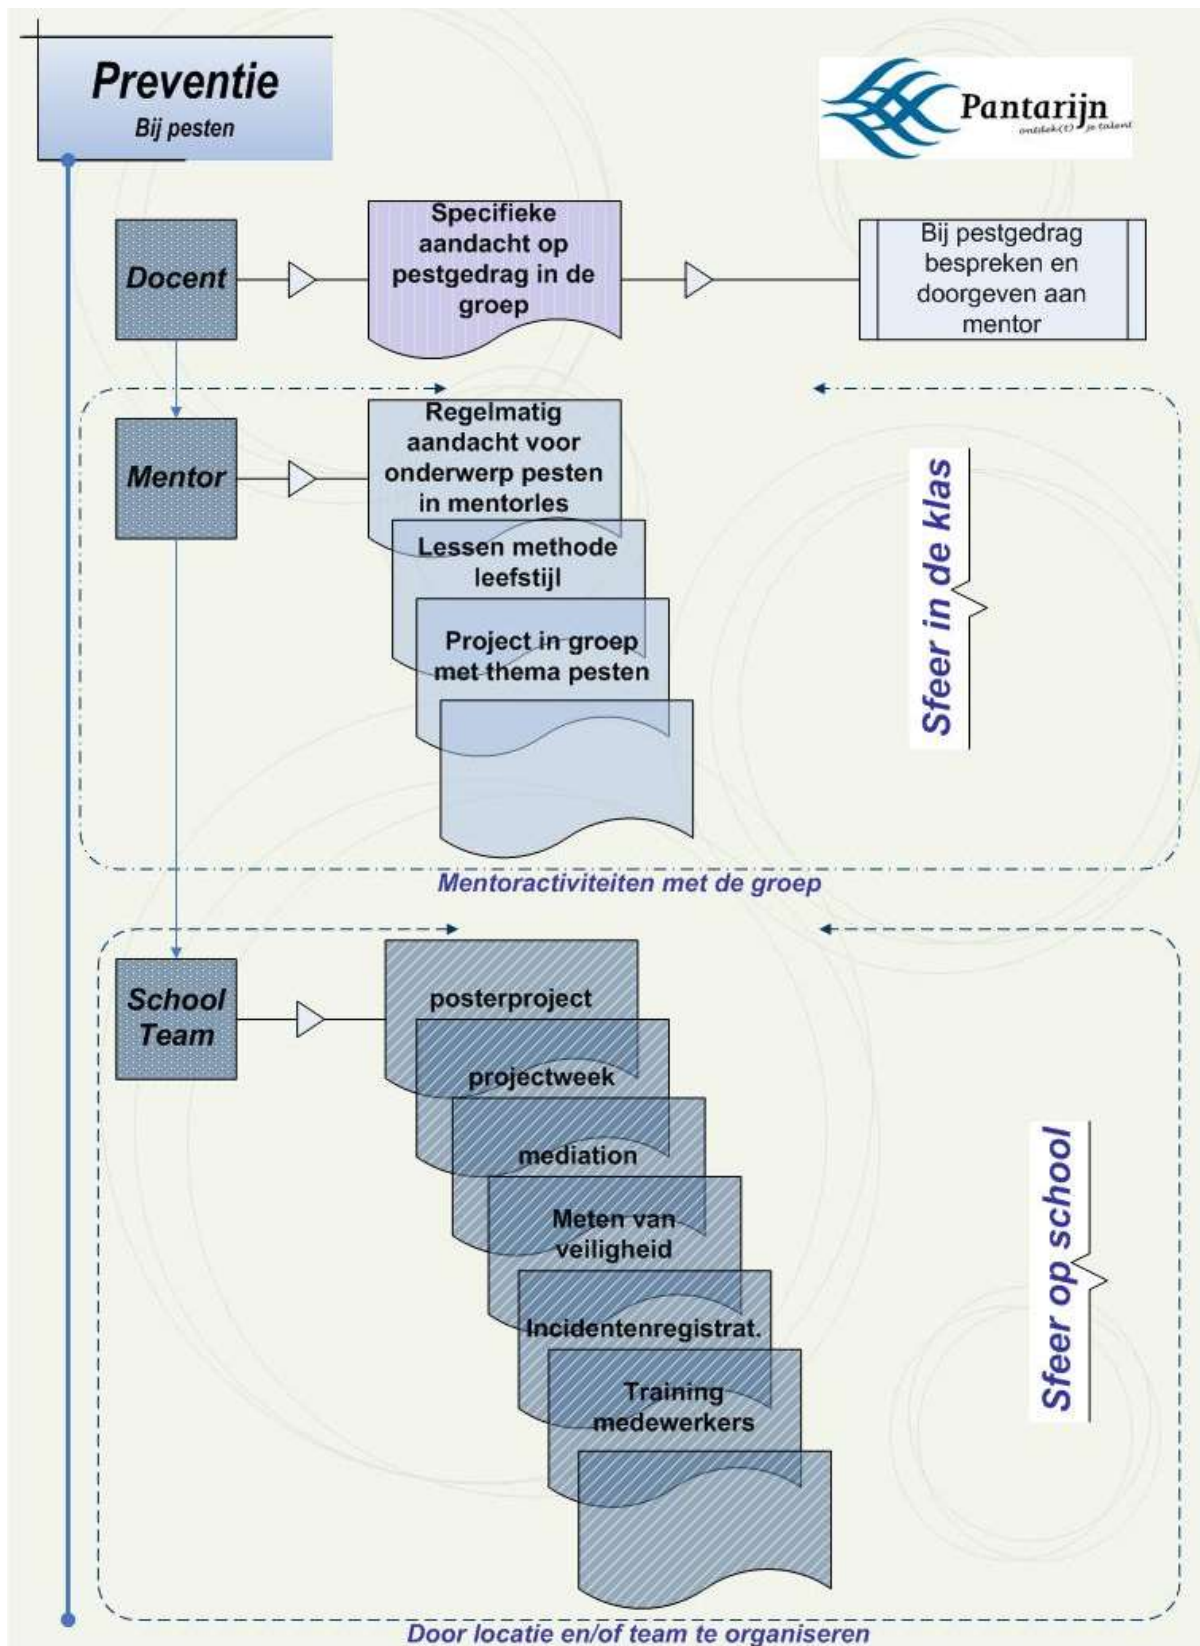 Preventie
Bij pesten
Pantarijn
ontdek(t) je talent
Docent
Specifieke
aandacht op
pestgedrag in de
groep
Bij pestgedrag
bespreken en
doorgeven aan
mentor
Mentor
Regelmatig
aandacht voor
onderwerp pesten
in mentorles
Lessen methode
leefstijl
Project in groep
met thema pesten
Sfeer in de klas
Mentoractiviteiten met de groep
School
Team
posterproject
projectweek
mediation
Meten van
veiligheid
Incidentenregistrat.
Training
medewerkers
Sfeer op school
Door locatie en/of team te organiseren